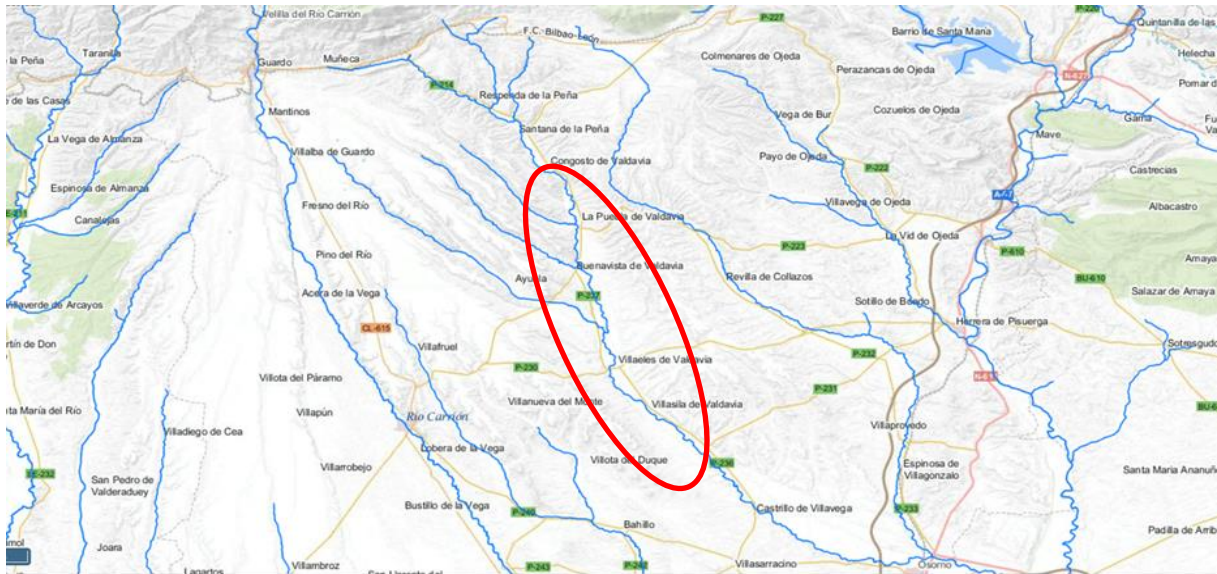 Velilla del Río Carrión
P-227
P-220
Quintanilla de las
F.C.-Bilbao-León
Barrio de Santa María
Taranilla
la Peña
Guardo
Muñeca
Colmenares de Ojeda
Helecha
Perazancas de Ojeda
N-627
P-214
Pomar d
Respenda de la Peña
e de las Casas
Mantinos
Cozuelos de Ojeda
Vega de Bur
Gama
Santana de la Peña
Mave
La Vega de Almanza
Villalba de Guardo
Payo de Ojeda
Congosto de Valdavia
P-222
Castrecias
Espinosa de Almanza
Fresno del Río
Villavega de Ojeda
Albacastro
Canalejas
La Puebla de Valdavia
La Vid de Ojeda
P-223
P-610
Pino del Río
Amaya
Buenavista de Valdavia
Ayuela
Revilla de Collazos
BU-610
Acera de la Vega
P-237
Salazar de Amaya
Villaverde de Arcayos
Sotillo de Boedo
CL-615
Herrera de Pisuerga
rtín de Don
Villafruel
Sotresgudo
P-232
Villaeles de Valdavia
P-230
Villota del Páramo
P-231
Villanueva del Monte
Villasila de Valdavia
nta María del Río
Villapún
Río Carrión
Villaprovedo
Villadiego de Cea
Lobera de la Vega
Villota del Duque
P-236
Villarrobejo
Espinosa de
Villagonzalo
Santa Maria Ananuñ
San Pedro de
Valderaduey
Bustillo de la Vega
P-240
Castrillo de Villavega
P-233
Bahillo
Padilla de Arrib
Joara
Villambroz
P-243
P-242
Villasarracino
Osorno
Lagartos